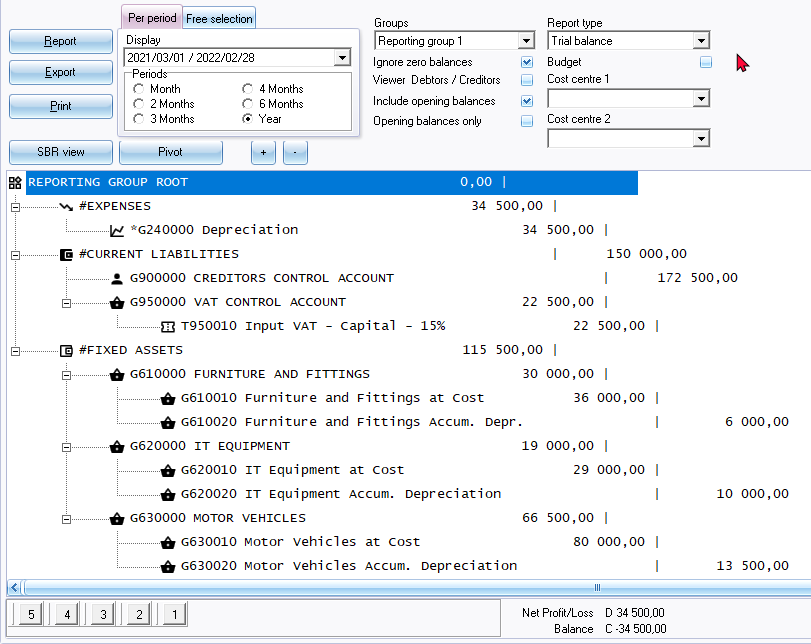 Per period Free selection
Report
Export
Print
Display
2021/03/01 / 2022/02/28
Periods
Month 4 Months
2 Months 6 Months
3 Months Year
Groups
Reporting group 1
Ignore zero balances
Viewer Debtors / Creditors
Include opening balances
Opening balances only
Report type
Trial balance
Budget
Cost centre 1
Cost centre 2
SBR view Pivot + -
REPORTING GROUP ROOT 0,00 |
#EXPENSES 34 500,00 |
*G240000 Depreciation 34 500,00 |
#CURRENT LIABILITIES | 150 000,00
G900000 CREDITORS CONTROL ACCOUNT | 172 500,00
G950000 VAT CONTROL ACCOUNT 22 500,00 |
T950010 Input VAT - Capital - 15% 22 500,00 |
#FIXED ASSETS 115 500,00 |
G610000 FURNITURE AND FITTINGS 30 000,00 |
G610010 Furniture and Fittings at Cost 36 000,00 |
G610020 Furniture and Fittings Accum. Depr. | 6 000,00
G620000 IT EQUIPMENT 19 000,00 |
G620010 IT Equipment at Cost 29 000,00 |
G620020 IT Equipment Accum. Depreciation | 10 000,00
G630000 MOTOR VEHICLES 66 500,00 |
G630010 Motor Vehicles at Cost 80 000,00 |
G630020 Motor Vehicles Accum. Depreciation | 13 500,00
5 4 3 2 1
Net Profit/Loss D 34 500,00
Balance C -34 500,00